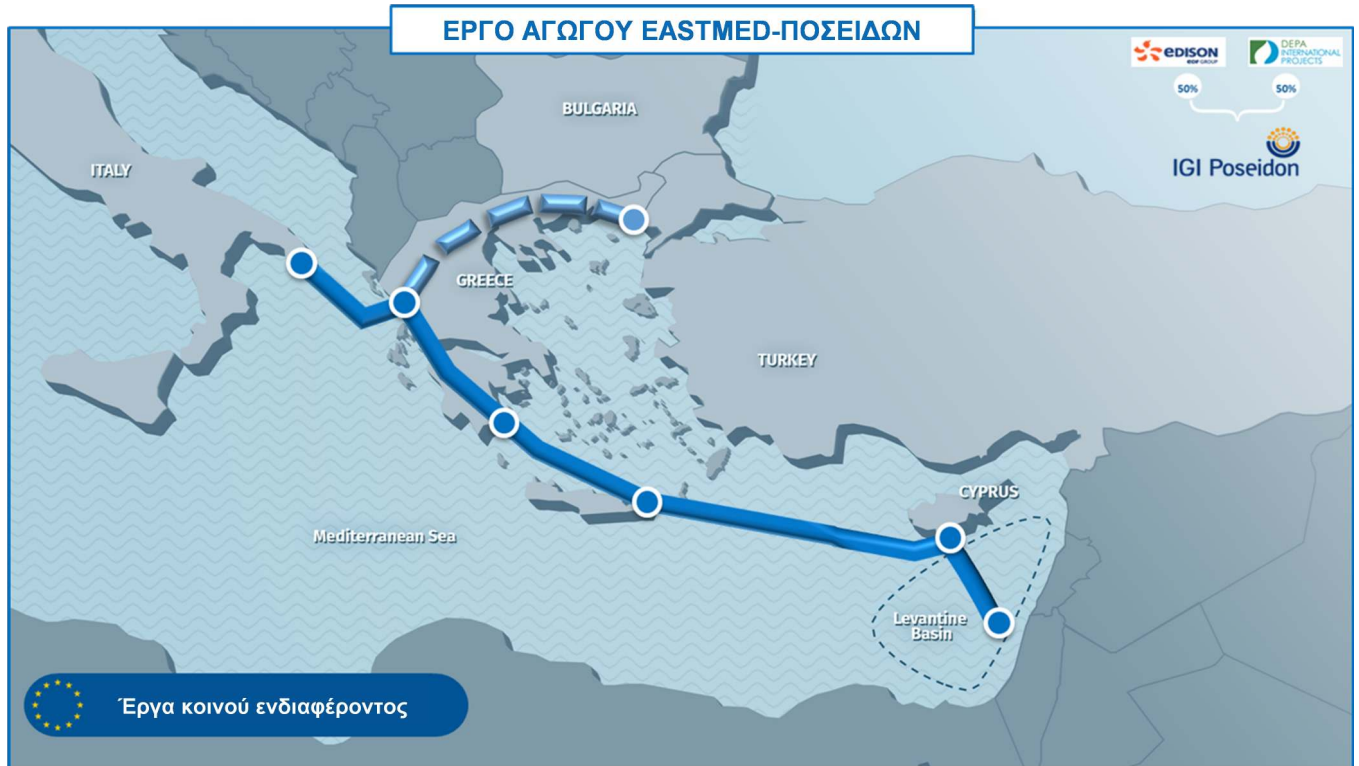 ΕΡΓΟ ΑΓΩΓΟΥ EASTMED-ΠΟΣΕΙΔΩΝ
EDISON
EDF GROUP
DEPA
INTERNATIONAL
PROJECTS
50%
50%
IGI Poseidon
BULGARIA
ITALY
GREECE
TURKEY
CYPRUS
Mediterranean Sea
Levantine
Basin
Έργα κοινού ενδιαφέροντος